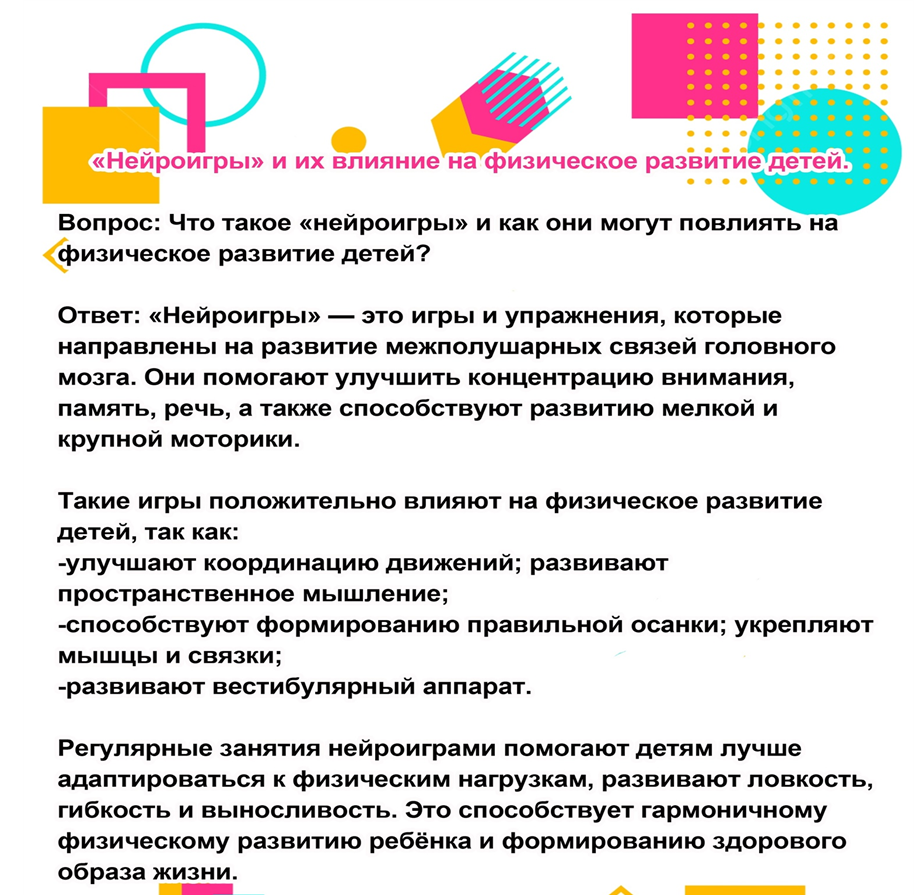 «Нейроигры» и их влияние на физическое развитие детей.
Вопрос: Что такое «нейроигры» и как они могут повлиять на
физическое развитие детей?
Ответ: «Нейроигры» — это игры и упражнения, которые
направлены на развитие межполушарных связей головного
мозга. Они помогают улучшить концентрацию внимания,
память, речь, а также способствуют развитию мелкой и
крупной моторики.
Такие игры положительно влияют на физическое развитие
детей, так как:
-улучшают координацию движений; развивают
пространственное мышление;
-способствуют формированию правильной осанки; укрепляют
мышцы и связки;
-развивают вестибулярный аппарат.
Регулярные занятия нейроиграми помогают детям лучше
адаптироваться к физическим нагрузкам, развивают ловкость,
гибкость и выносливость. Это способствует гармоничному
физическому развитию ребёнка и формированию здорового
образа жизни.